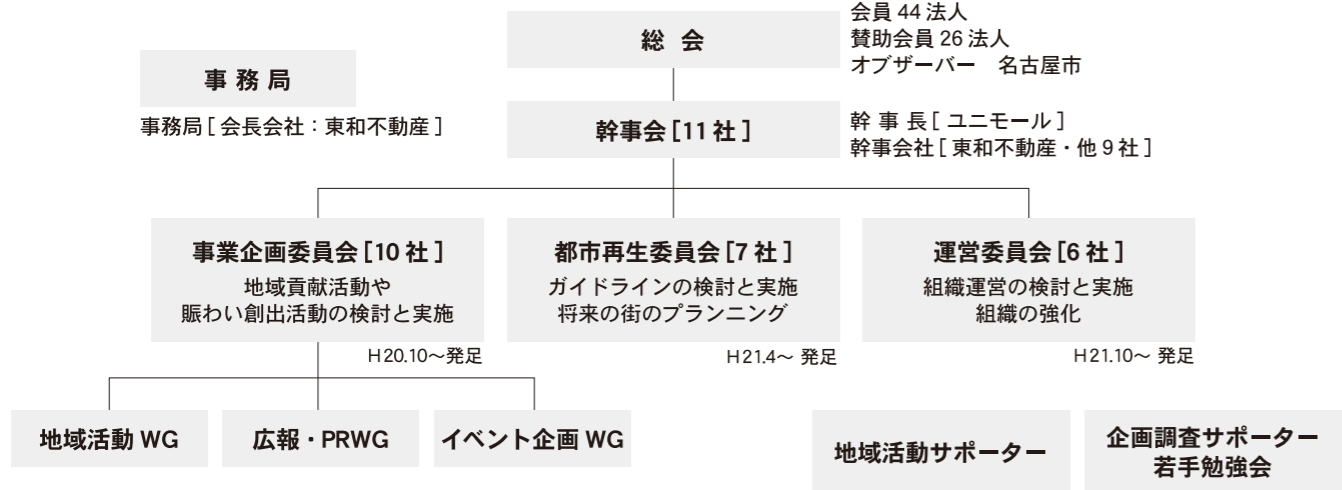 総 会
会員 44 法人
賛助会員 26 法人
オブザーバー　名古屋市
事 務 局
事務局［ 会長会社：東和不動産 ］
幹事会［11 社 ］
幹 事 長［ ユニモール ］
幹事会社［ 東和不動産・他 9 社 ］
事業企画委員会［10 社 ］
地域貢献活動や
賑わい創出活動の検討と実施
H20.10〜発足
都市再生委員会［7 社 ］
ガイドラインの検討と実施
将来の街のプランニング
H21.4〜 発足
運営委員会［6 社 ］
組織運営の検討と実施
組織の強化
H21.10〜 発足
地域活動 WG
広報・PRWG
イベント企画 WG
地域活動サポーター
企画調査サポーター
若手勉強会